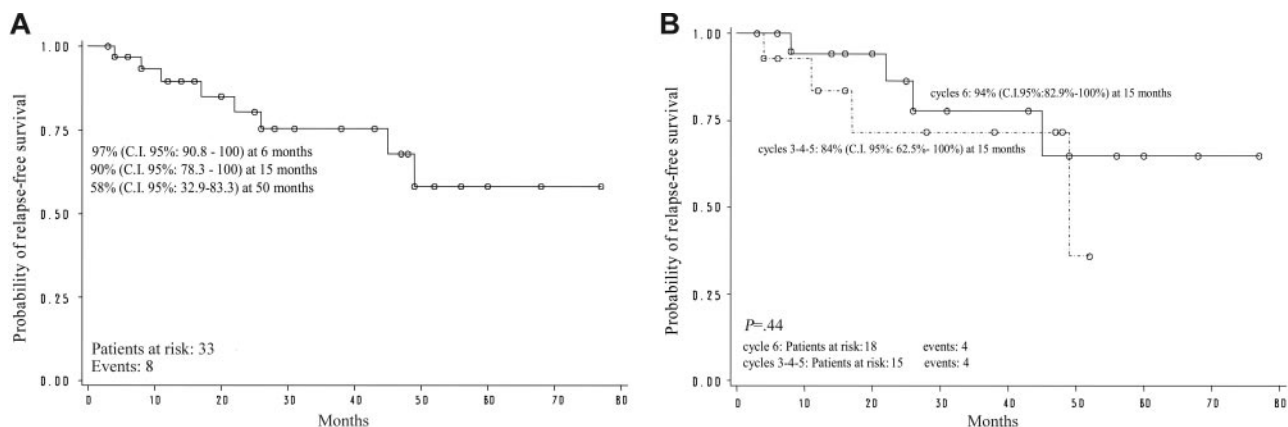 A
Probability of relapse-free survival
1.00
0.75
0.50
0.25
0.00
97% (C.I. 95%: 90.8 - 100) at 6 months
90% (C.I. 95%: 78.3 - 100) at 15 months
58% (C.I. 95%: 32.9-83.3) at 50 months
Patients at risk: 33
Events: 8
0 10 20 30 40 50 60 70 80
Months
B
Probability of relapse-free survival
1.00
0.75
0.50
0.25
0.00
cycles 6: 94% (C.I.95%:82.9%-100%) at 15 months
cycles 3-4-5: 84% (C.I. 95%: 62.5%- 100%) at 15 months
P=.44
cycle 6: Patients at risk: 18 events: 4
cycles 3-4-5: Patients at risk: 15 events: 4
0 10 20 30 40 50 60 70 80
Months